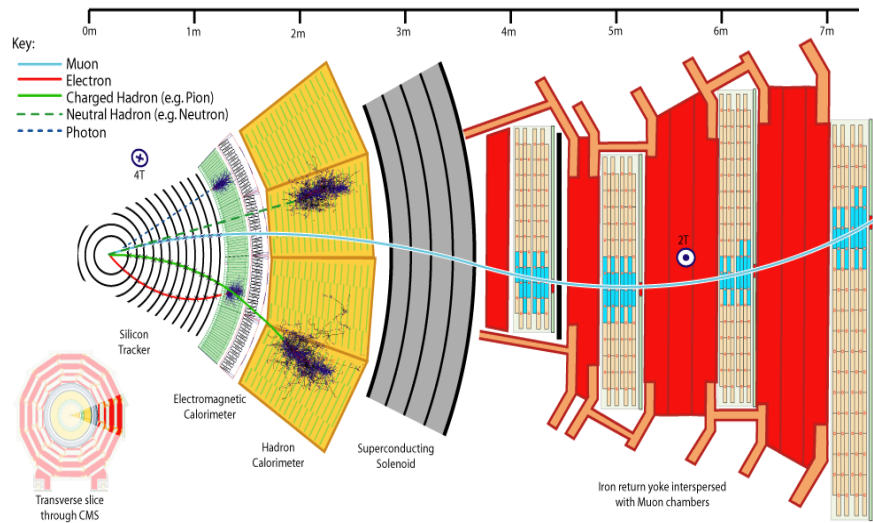 0m 1m 2m 3m 4m 5m 6m 7m
Key:
Muon
Electron
Charged Hadron (e.g. Pion)
Neutral Hadron (e.g. Neutron)
Photon
4T
2T
Silicon
Tracker
Electromagnetic
Calorimeter
Hadron
Calorimeter
Superconducting
Solenoid
Iron return yoke interspersed
with Muon chambers
Transverse slice
through CMS